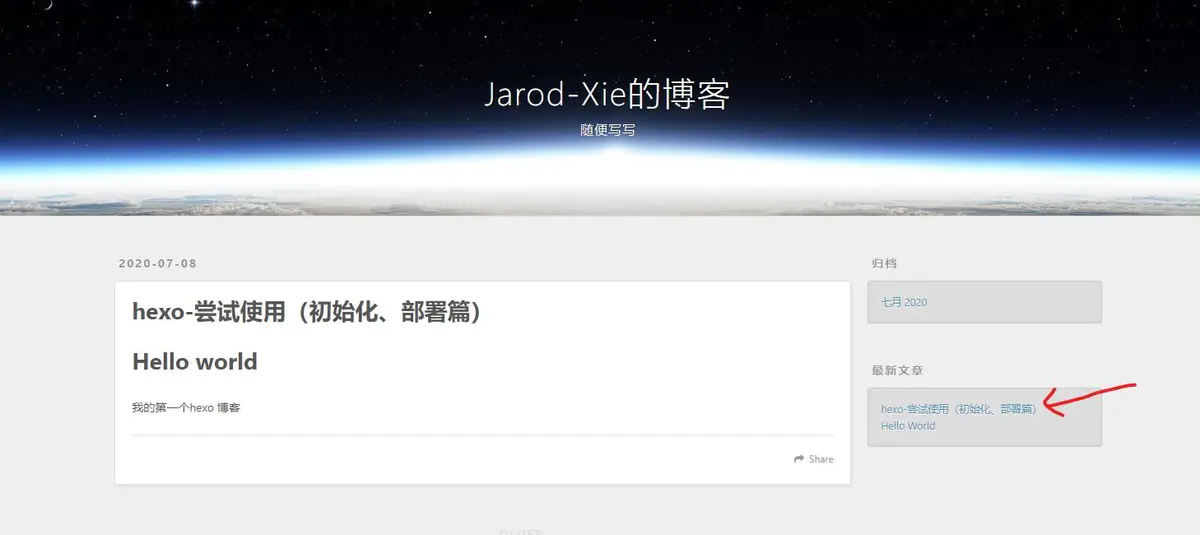 Jarod-Xie的博客
随便写写
2020-07-08
hexo-尝试使用（初始化、部署篇）
Hello world
我的第一个hexo 博客
Share
归档
七月 2020
最新文章
hexo-尝试使用（初始化、部署篇）
Hello World